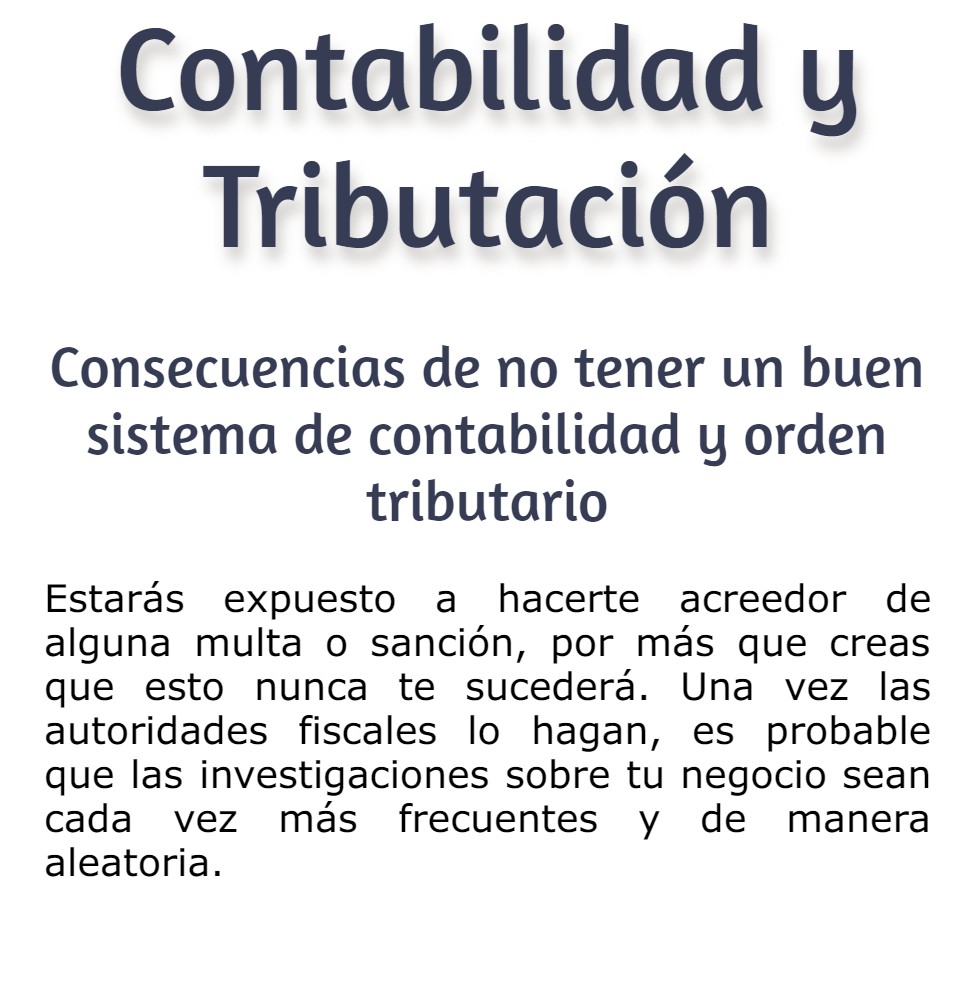 Contabilidad y
Tributación
Consecuencias de no tener un buen
sistema de contabilidad y orden
tributario
Estarás expuesto a hacerte acreedor de
alguna multa o sanción, por más que creas
que esto nunca te sucederá. Una vez las
autoridades fiscales lo hagan, es probable
que las investigaciones sobre tu negocio sean
cada vez más frecuentes y de manera
aleatoria.